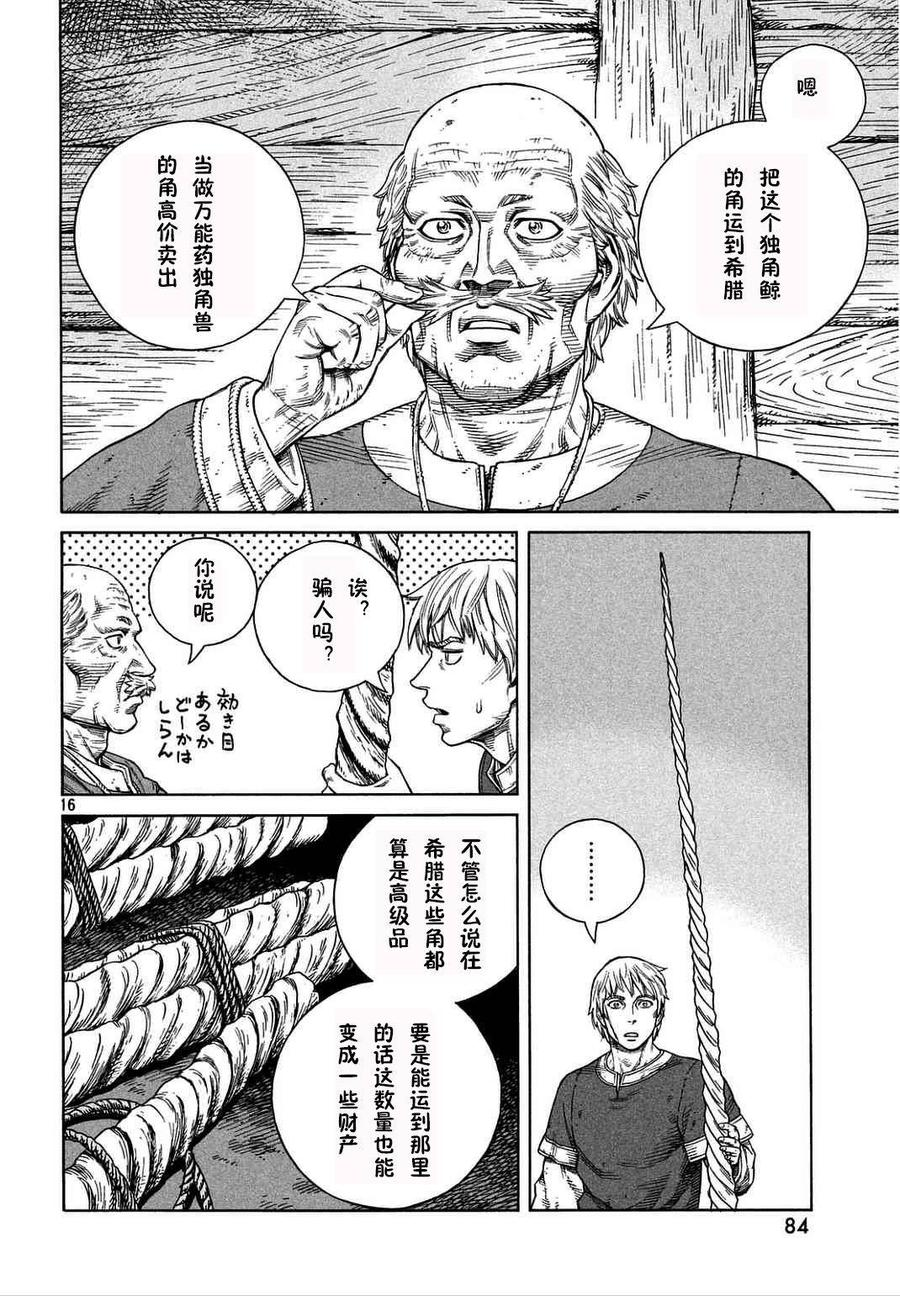 嗯
把这个独角鲸
的角运到希腊
当做万能药独角兽
的角高价卖出
……
诶？
骗人吗？
你说呢
効き目
あるか
どーかは
しらん
16
不管怎么说在
希腊这些角都
算是高级品
要是能运到那里
的话这数量也能
变成一些财产
84